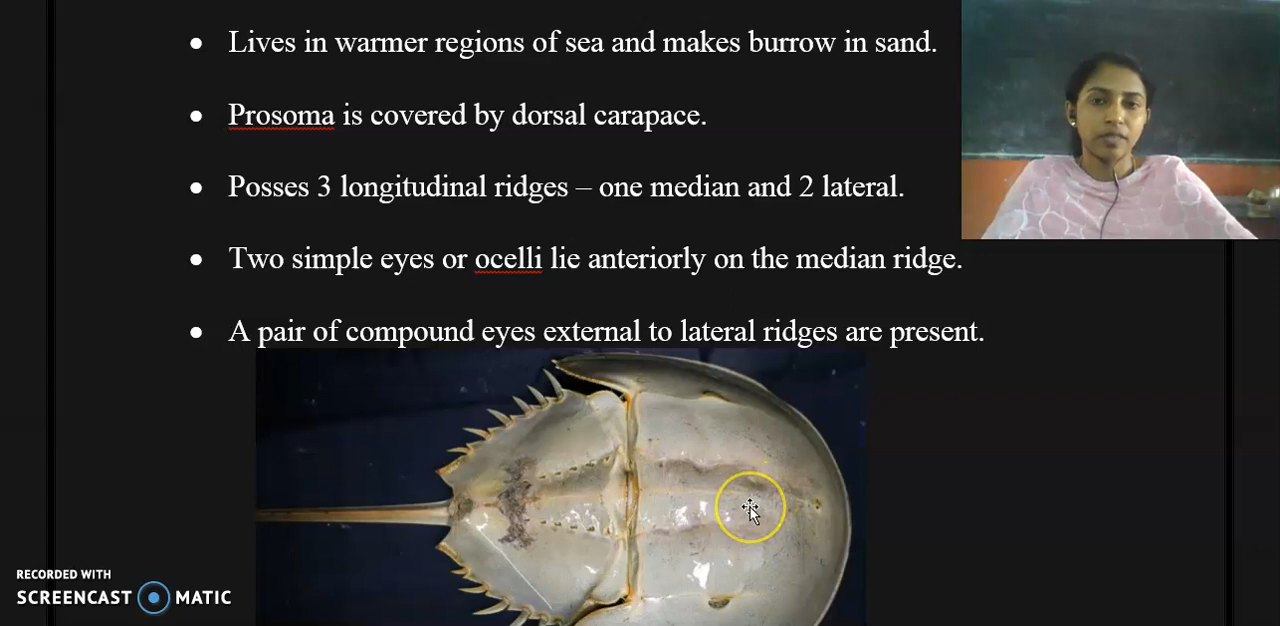 Lives in warmer regions of sea and makes burrow in sand.
Prosoma is covered by dorsal carapace.
Posses 3 longitudinal ridges – one median and 2 lateral.
Two simple eyes or ocelli lie anteriorly on the median ridge.
A pair of compound eyes external to lateral ridges are present.
RECORDED WITH
SCREENCAST MATIC